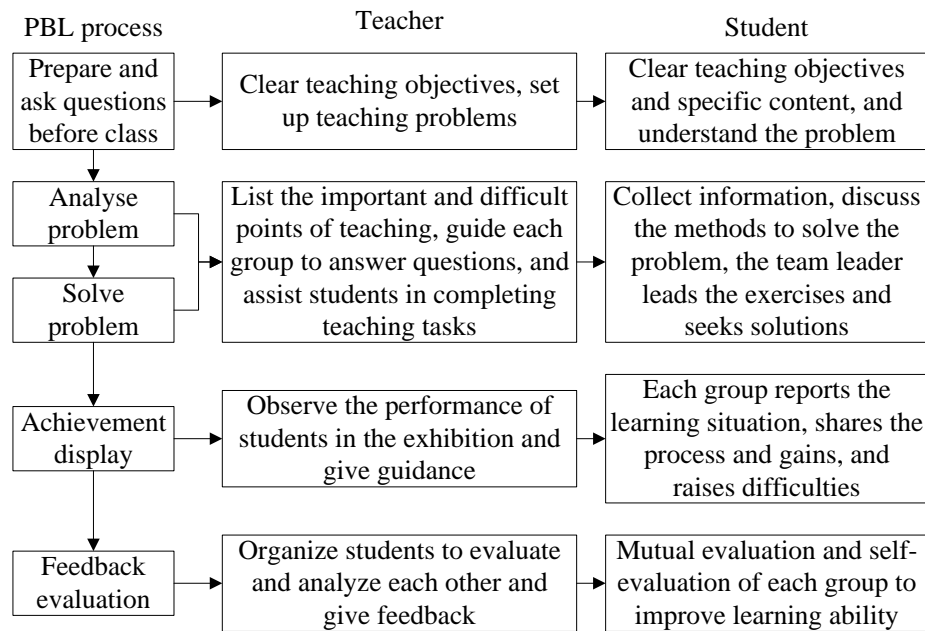 PBL process
Teacher
Student
Prepare and
ask questions
before class
Clear teaching objectives, set
up teaching problems
Clear teaching objectives
and specific content, and
understand the problem
Analyse
problem
Solve
problem
List the important and difficult
points of teaching, guide each
group to answer questions, and
assist students in completing
teaching tasks
Collect information, discuss
the methods to solve the
problem, the team leader
leads the exercises and
seeks solutions
Achievement
display
Observe the performance of
students in the exhibition and
give guidance
Each group reports the
learning situation, shares the
process and gains, and
raises difficulties
Feedback
evaluation
Organize students to evaluate
and analyze each other and
give feedback
Mutual evaluation and self-
evaluation of each group to
improve learning ability